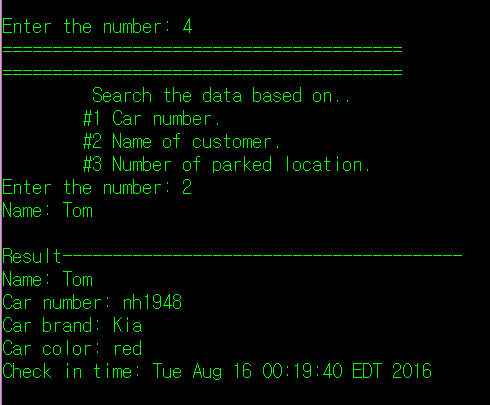 Enter the number: 4
========================================
========================================
Search the data based on..
#1 Car number.
#2 Name of customer.
#3 Number of parked location.
Enter the number: 2
Name: Tom
Result----------------------------------------
Name: Tom
Car number: nh1948
Car brand: Kia
Car color: red
Check in time: Tue Aug 16 00:19:40 EDT 2016